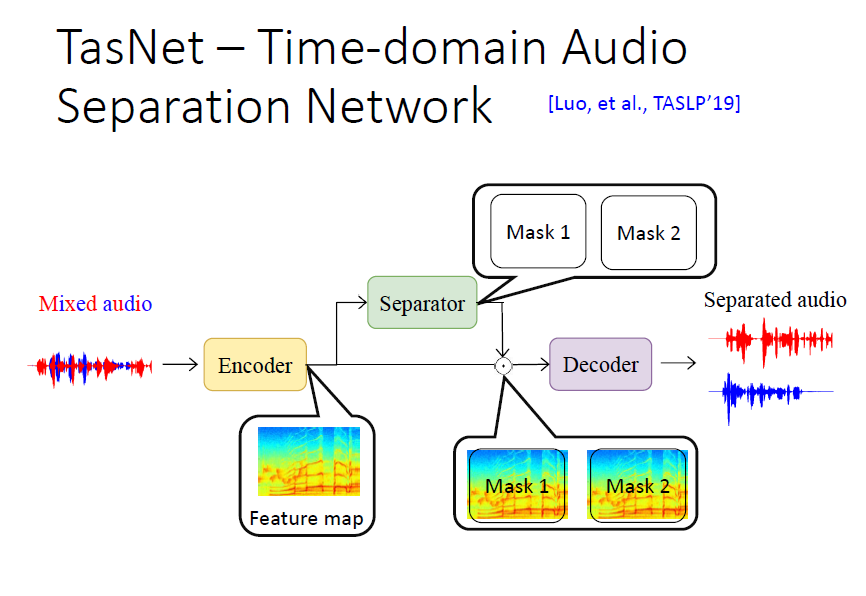 TasNet – Time-domain Audio
Separation Network
[Luo, et al., TASLP’19]
Mask 1
Mask 2
Separator
Mixed audio
Separated audio
Encoder
Decoder
Feature map
Mask 1
Mask 2